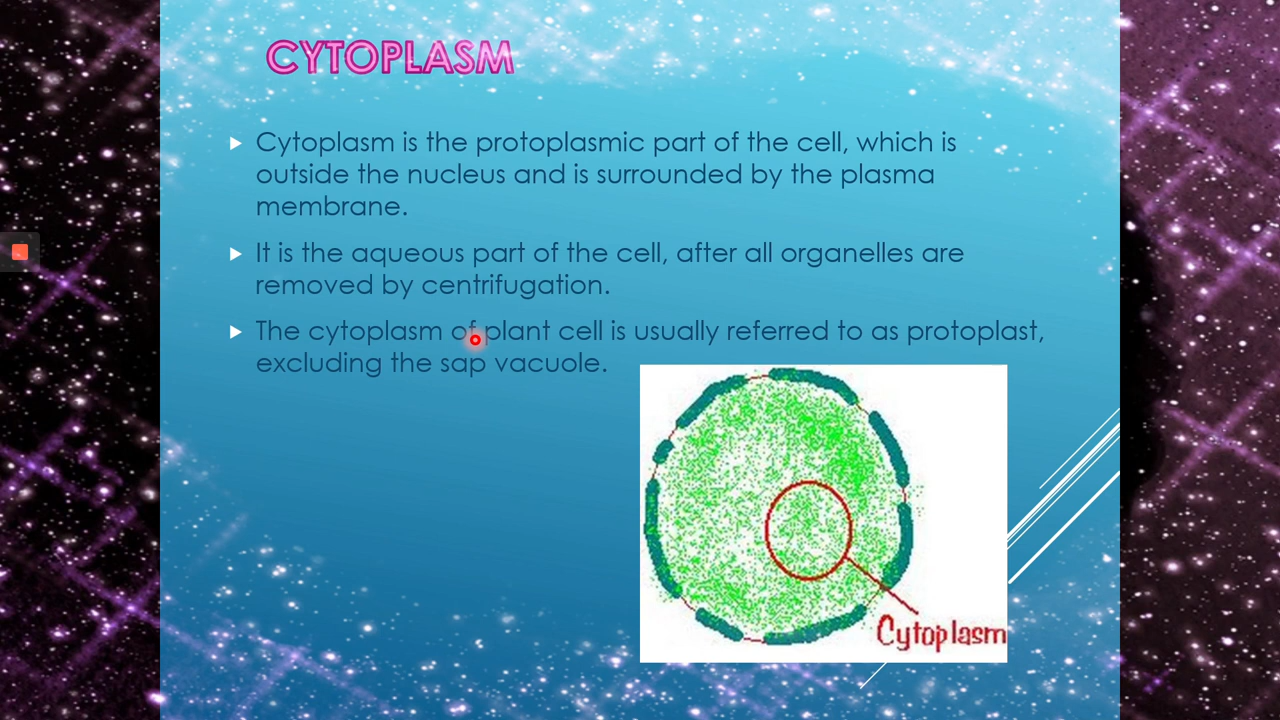 CYTOPLASM
Cytoplasm is the protoplasmic part of the cell, which is
outside the nucleus and is surrounded by the plasma
membrane.
It is the aqueous part of the cell, after all organelles are
removed by centrifugation.
The cytoplasm of plant cell is usually referred to as protoplast,
excluding the sap vacuole.
Cytoplasm